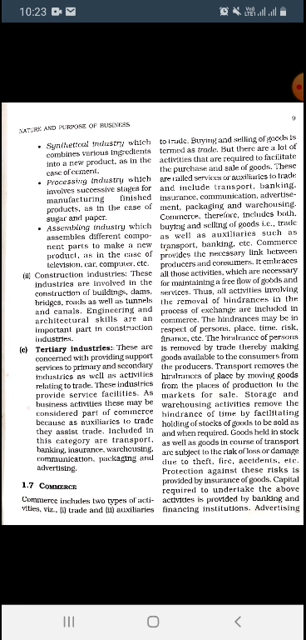 10:23
9
NATURE AND PURPOSE OF BUSINESS
• Synthetical industry which
combines various ingredients
into a new product, as in the
case of cement.
• Processing industry which
involves successive stages for
manufacturing finished
products, as in the case of
sugar and paper.
• Assembling industry which
assembles different compo-
nent parts to make a new
product, as in the case of
television, car, computer, etc.
(ii) Construction industries: These
industries are involved in the
construction of buildings, dams,
bridges, roads as well as tunnels
and canals. Engineering and
architectural skills are an
important part in construction
industries.
(c) Tertiary industries: These are
concerned with providing support
services to primary and secondary
industries as well as activities
relating to trade. These industries
provide service facilities. As
business activities these may be
considered part of commerce
because as auxiliaries to trade
they assist trade. Included in
this category are transport,
banking, insurance, warehousing,
communication, packaging and
advertising.
1.7 COMMERCE
Commerce includes two types of acti-
vities, viz., (i) trade and (ii) auxiliaries
to trade. Buying and selling of goods is
termed as trade. But there are a lot of
activities that are required to facilitate
the purchase and sale of goods. These
are called services or auxiliaries to trade
and include transport, banking,
insurance, communication, advertise-
ment, packaging and warehousing.
Commerce, therefore, includes both,
buying and selling of goods i.e., trade
as well as auxiliaries such as
transport, banking, etc. Commerce
provides the necessary link between
producers and consumers. It embraces
all those activities, which are necessary
for maintaining a free flow of goods and
services. Thus, all activities involving
the removal of hindrances in the
process of exchange are included in
commerce. The hindrances may be in
respect of persons, place, time, risk,
finance, etc. The hindrance of persons
is removed by trade thereby making
goods available to the consumers from
the producers. Transport removes the
hindrances of place by moving goods
from the places of production to the
markets for sale. Storage and
warehousing activities remove the
hindrance of time by facilitating
holding of stocks of goods to be sold as
and when required. Goods held in stock
as well as goods in course of transport
are subject to the risk of loss or damage
due to theft, fire, accidents, etc.
Protection against these risks is
provided by insurance of goods. Capital
required to undertake the above
activities is provided by banking and
financing institutions. Advertising